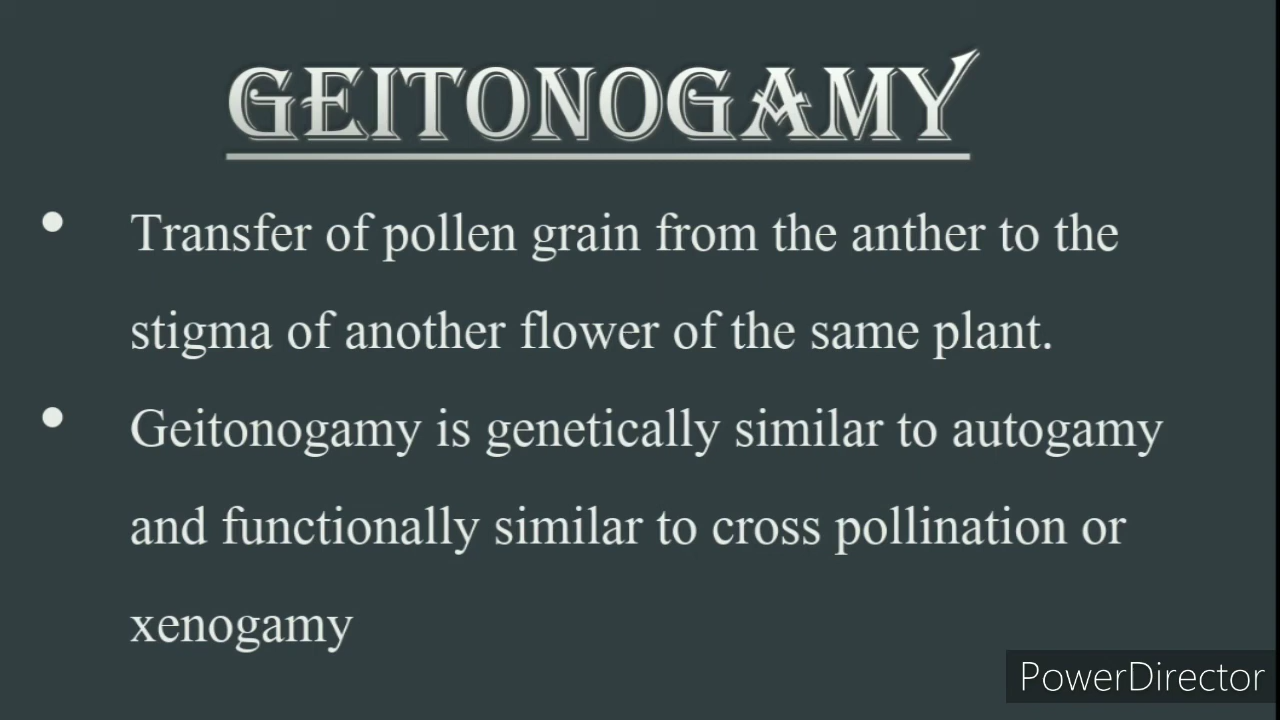 GEITONOGAMY
• Transfer of pollen grain from the anther to the
stigma of another flower of the same plant.
• Geitonogamy is genetically similar to autogamy
and functionally similar to cross pollination or
xenogamy
PowerDirector